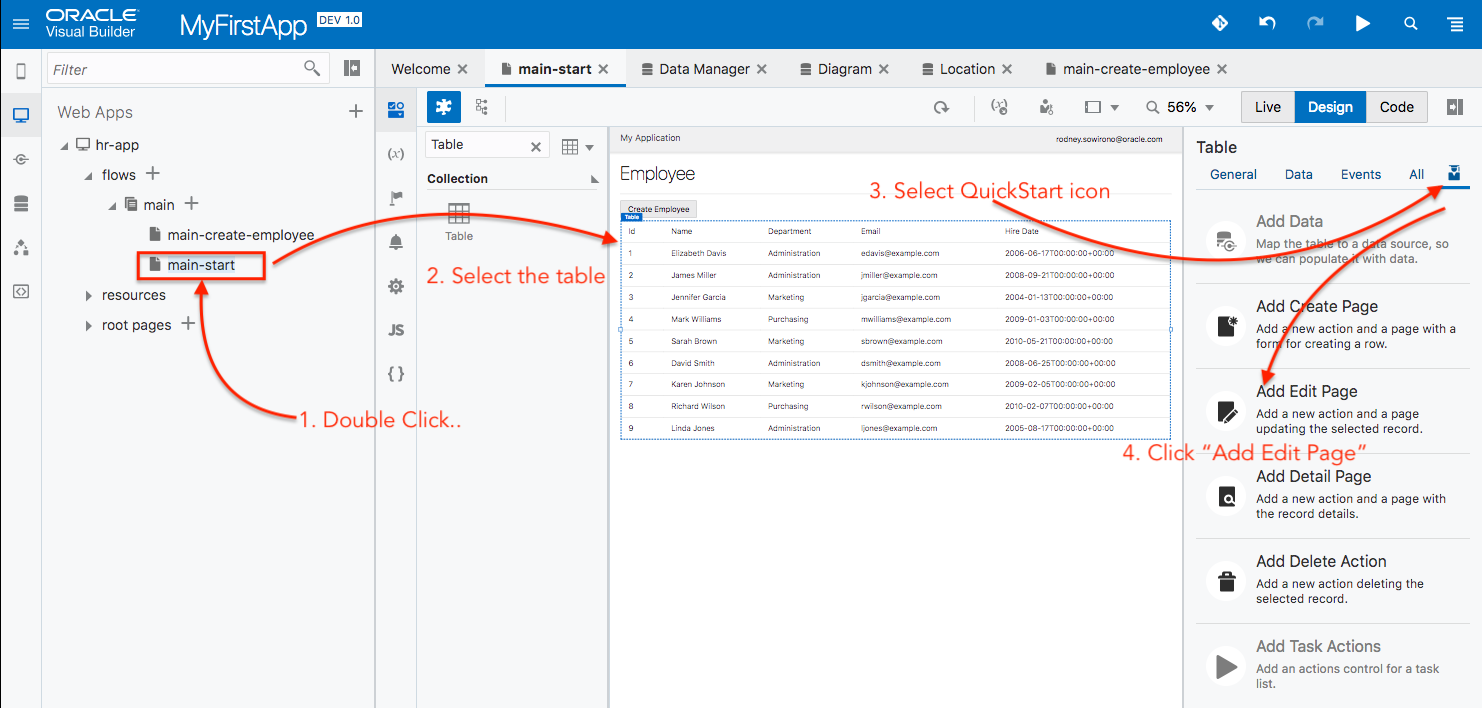 ORACLE
Visual Builder
MyFirstApp
DEV 1.0
Filter
Welcome
main-start
Data Manager
Diagram
Location
main-create-employee
Web Apps
hr-app
flows
main
main-create-employee
main-start
resources
root pages
(x)
JS
{ }
56%
Live
Design
Code
Table
Collection
Table
My Application
rodney.sowirono@oracle.com
Employee
Create Employee
Table
Id Name Department Email Hire Date
1 Elizabeth Davis Administration edavis@example.com 2006-06-17T00:00:00+00:00
2 James Miller Administration jmiller@example.com 2008-09-21T00:00:00+00:00
3 Jennifer Garcia Marketing jgarcia@example.com 2004-01-13T00:00:00+00:00
4 Mark Williams Purchasing mwilliams@example.com 2009-01-03T00:00:00+00:00
5 Sarah Brown Marketing sbrown@example.com 2010-05-21T00:00:00+00:00
6 David Smith Administration dsmith@example.com 2008-06-25T00:00:00+00:00
7 Karen Johnson Marketing kjohnson@example.com 2009-02-05T00:00:00+00:00
8 Richard Wilson Purchasing rwilson@example.com 2010-02-07T00:00:00+00:00
9 Linda Jones Administration ljones@example.com 2005-08-17T00:00:00+00:00
1. Double Click..
2. Select the table
3. Select QuickStart icon
4. Click “Add Edit Page”
Table
General
Data
Events
All
Add Data
Map the table to a data source, so
we can populate it with data.
Add Create Page
Add a new action and a page with a
form for creating a row.
Add Edit Page
Add a new action and a page
updating the selected record.
Add Detail Page
Add a new action and a page with
the record details.
Add Delete Action
Add a new action deleting the
selected record.
Add Task Actions
Add an actions control for a task
list.